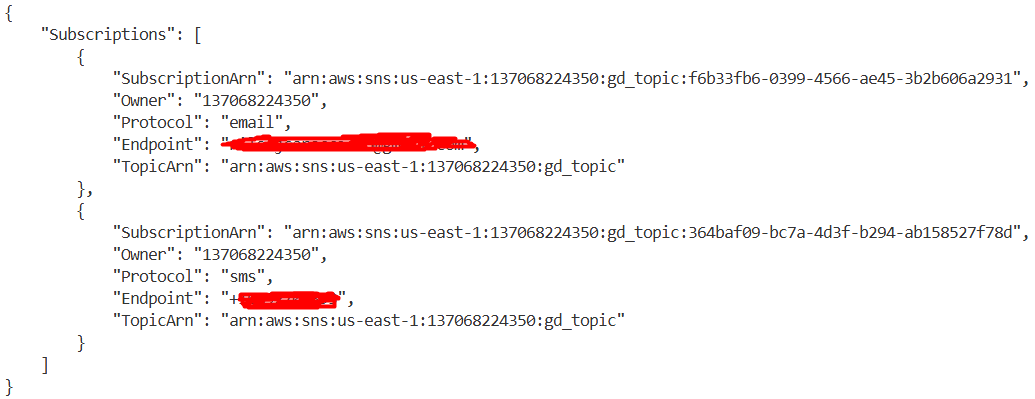 {
"Subscriptions": [
{
"SubscriptionArn": "arn:aws:sns:us-east-1:137068224350:gd_topic:f6b33fb6-0399-4566-ae45-3b2b606a2931",
"Owner": "137068224350",
"Protocol": "email",
"Endpoint": "
"TopicArn": "arn:aws:sns:us-east-1:137068224350:gd_topic"
},
{
"SubscriptionArn": "arn:aws:sns:us-east-1:137068224350:gd_topic:364baf09-bc7a-4d3f-b294-ab158527f78d",
"Owner": "137068224350",
"Protocol": "sms",
"Endpoint": "+ ",
"TopicArn": "arn:aws:sns:us-east-1:137068224350:gd_topic"
}
]
}